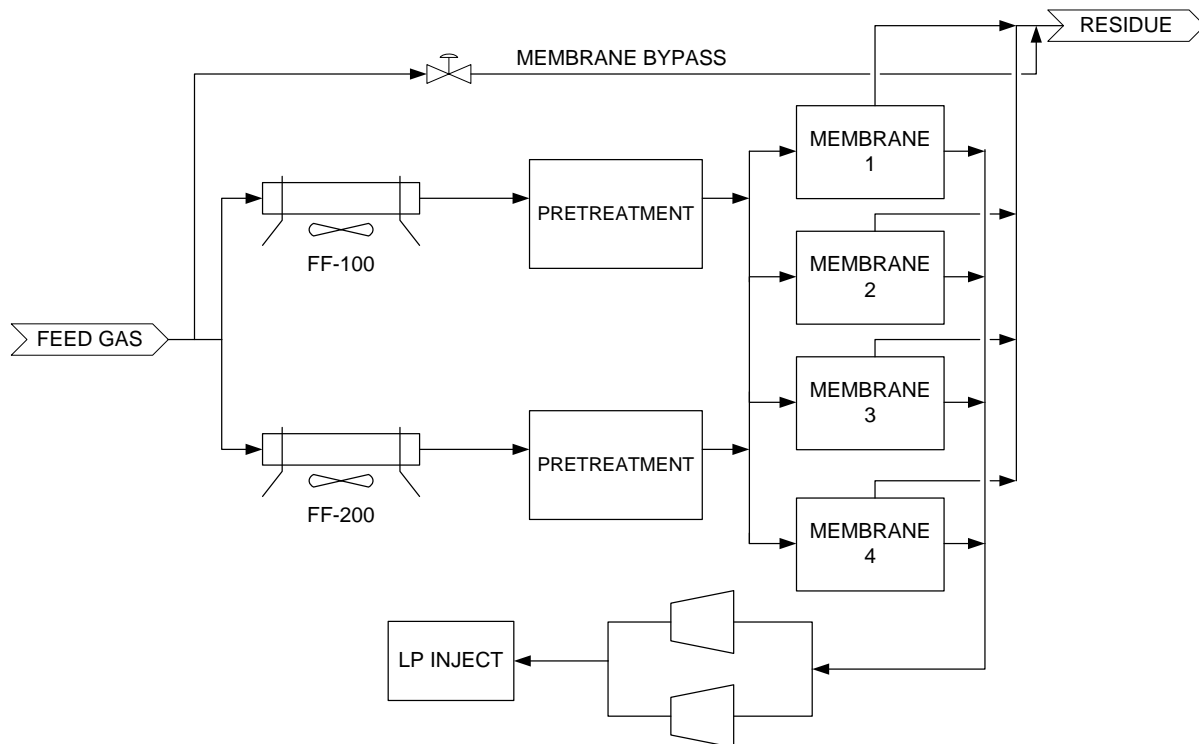 RESIDUE
MEMBRANE BYPASS
MEMBRANE
1
PRETREATMENT
FF-100
MEMBRANE
2
FEED GAS
MEMBRANE
3
PRETREATMENT
FF-200
MEMBRANE
4
LP INJECT